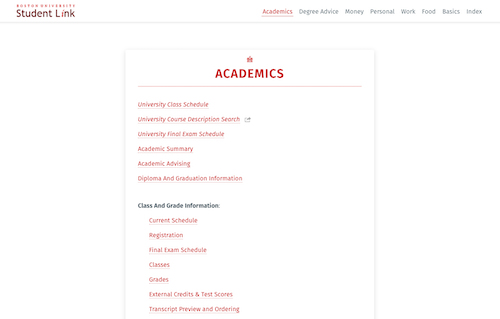 BOSTON UNIVERSITY
Student Link
Academics Degree Advice Money Personal Work Food Basics Index
ACADEMICS
University Class Schedule
University Course Description Search
University Final Exam Schedule
Academic Summary
Academic Advising
Diploma And Graduation Information
Class And Grade Information:
Current Schedule
Registration
Final Exam Schedule
Classes
Grades
External Credits & Test Scores
Transcript Preview and Ordering